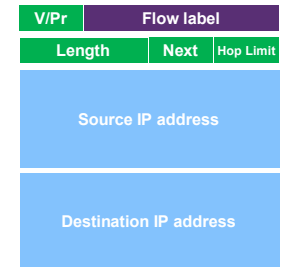 V/Pr Flow label
Length Next Hop Limit
Source IP address
Destination IP address